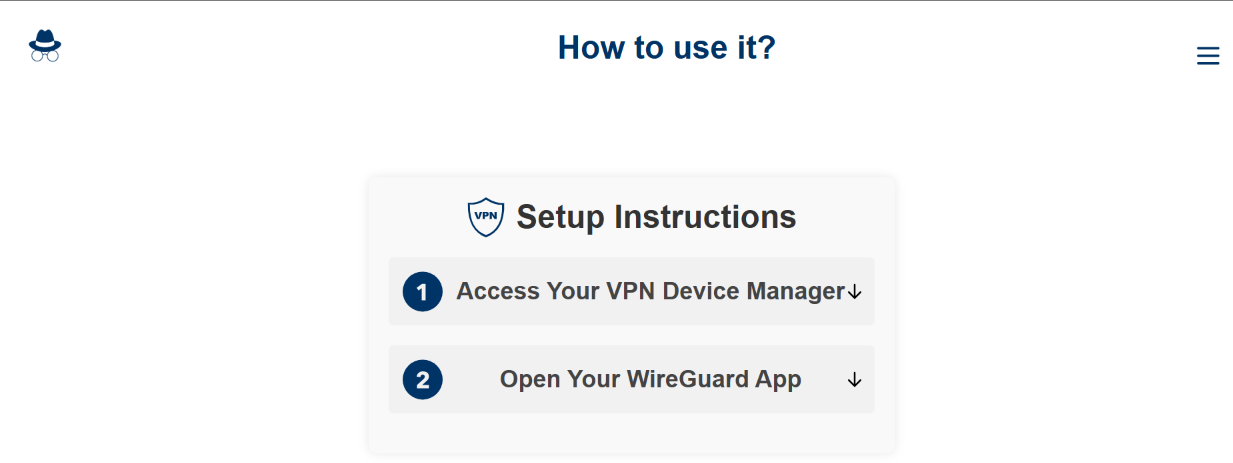 How to use it?
VPN
Setup Instructions
1 Access Your VPN Device Manager
2 Open Your WireGuard App